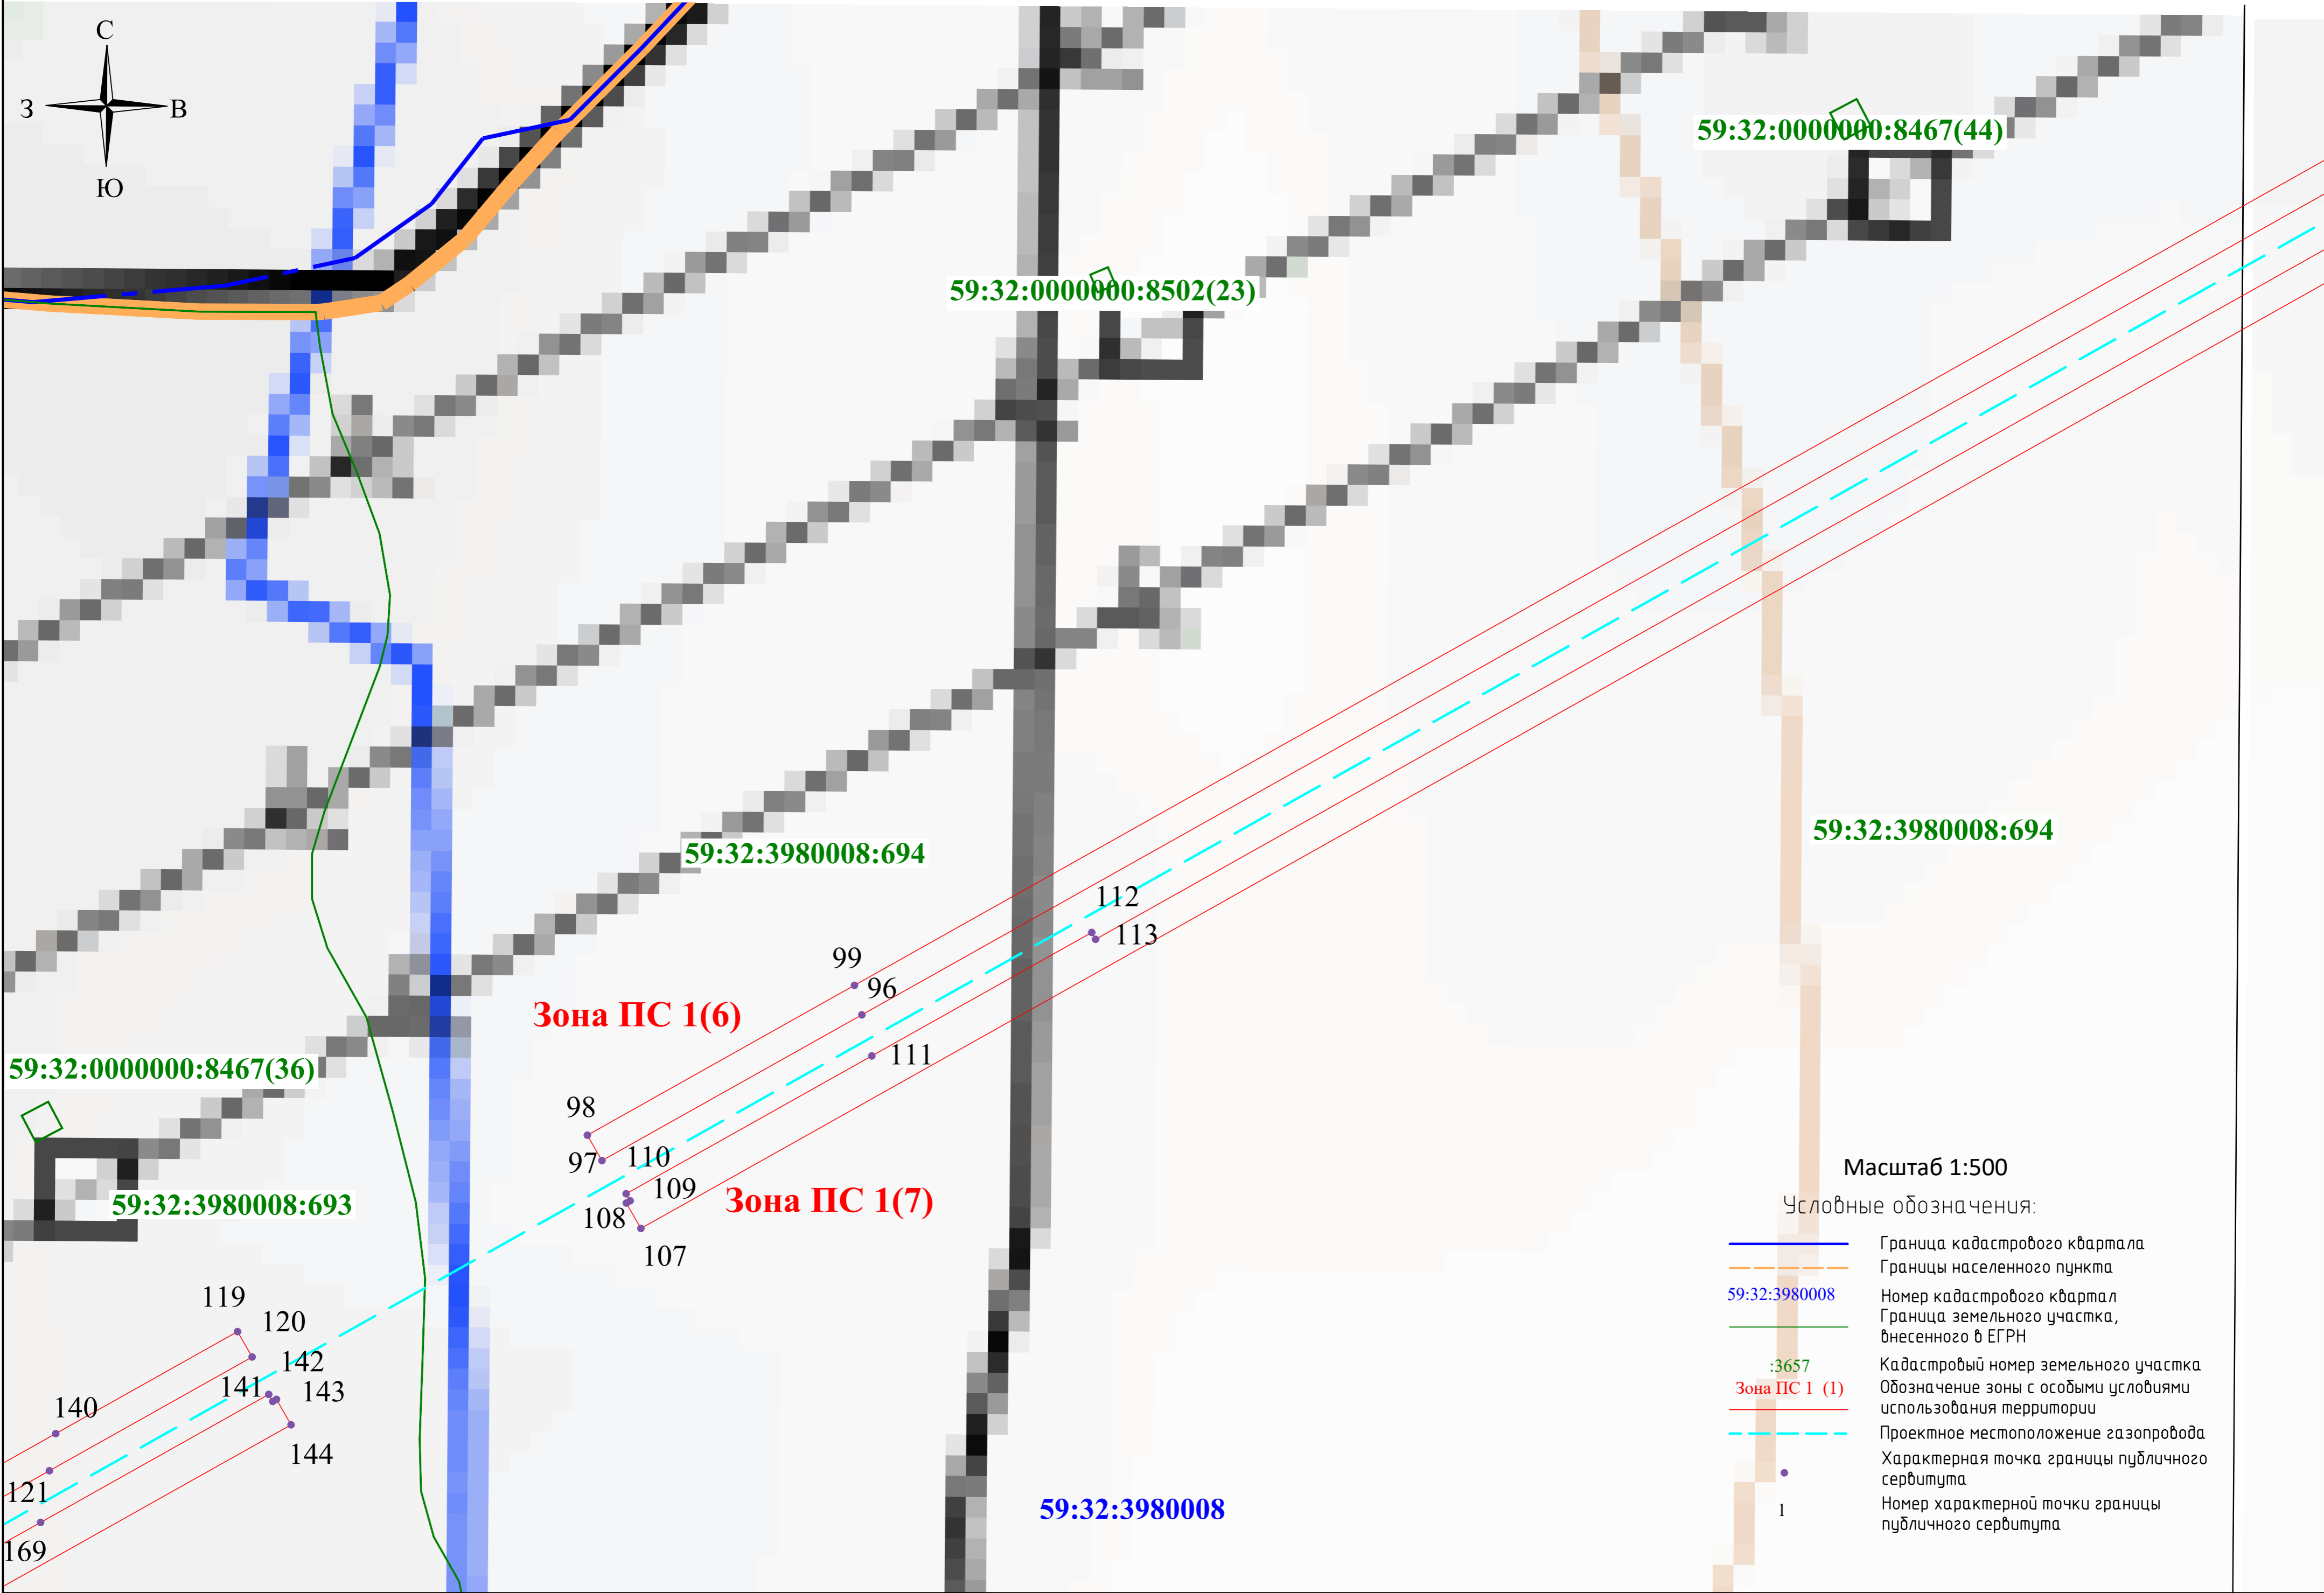 С
З
В
Ю
59:32:0000000:8467(44)
59:32:0000000:8502(23)
59:32:3980008:694
59:32:3980008:694
112
113
99
96
Зона ПС 1(6)
111
59:32:0000000:8467(36)
98
97
110
109
Зона ПС 1(7)
108
107
59:32:3980008:693
119
120
142
141
143
140
144
121
169
59:32:3980008
Масштаб 1:500
Условные обозначения:
Граница кадастрового квартала
Границы населенного пункта
59:32:3980008
Номер кадастрового квартал
Граница земельного участка,
внесенного в ЕГРН
:3657
Кадастровый номер земельного участка
Зона ПС 1 (1)
Обозначение зоны с особыми условиями
использования территории
Проектное местоположение газопровода
Характерная точка границы публичного
сервитута
1
Номер характерной точки границы
публичного сервитута